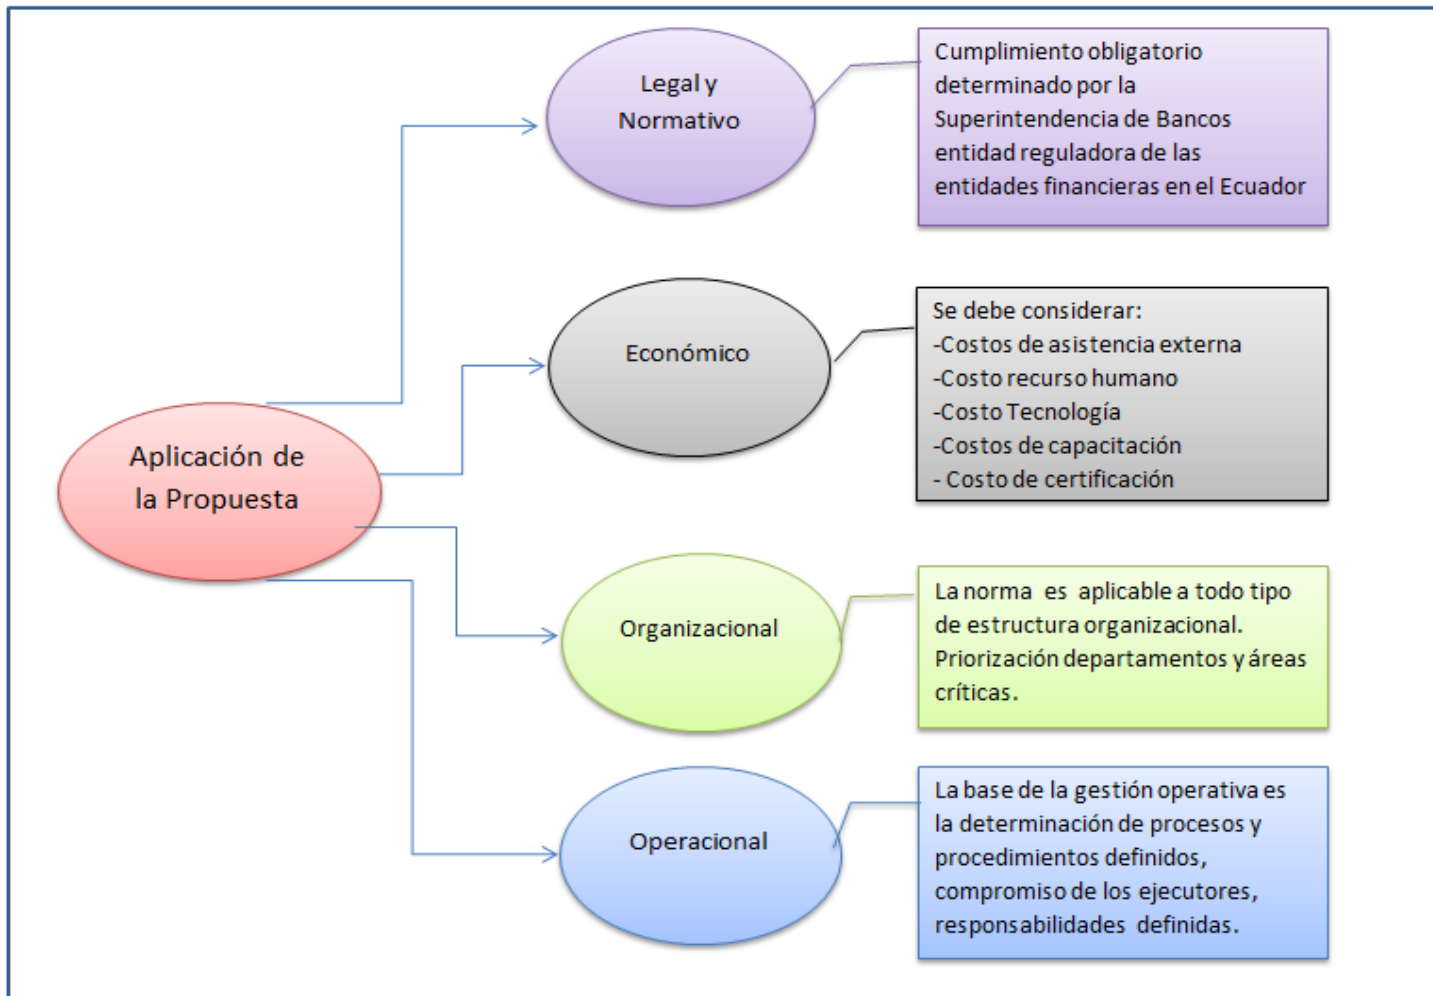 Legal y
Normativo
Cumplimiento obligatorio
determinado por la
Superintendencia de Bancos
entidad reguladora de las
entidades financieras en el Ecuador
Económico
Se debe considerar:
-Costos de asistencia externa
-Costo recurso humano
-Costo Tecnología
-Costos de capacitación
- Costo de certificación
Aplicación de
la Propuesta
Organizacional
La norma es aplicable a todo tipo
de estructura organizacional.
Priorización departamentos y áreas
críticas.
Operacional
La base de la gestión operativa es
la determinación de procesos y
procedimientos definidos,
compromiso de los ejecutores,
responsabilidades definidas.